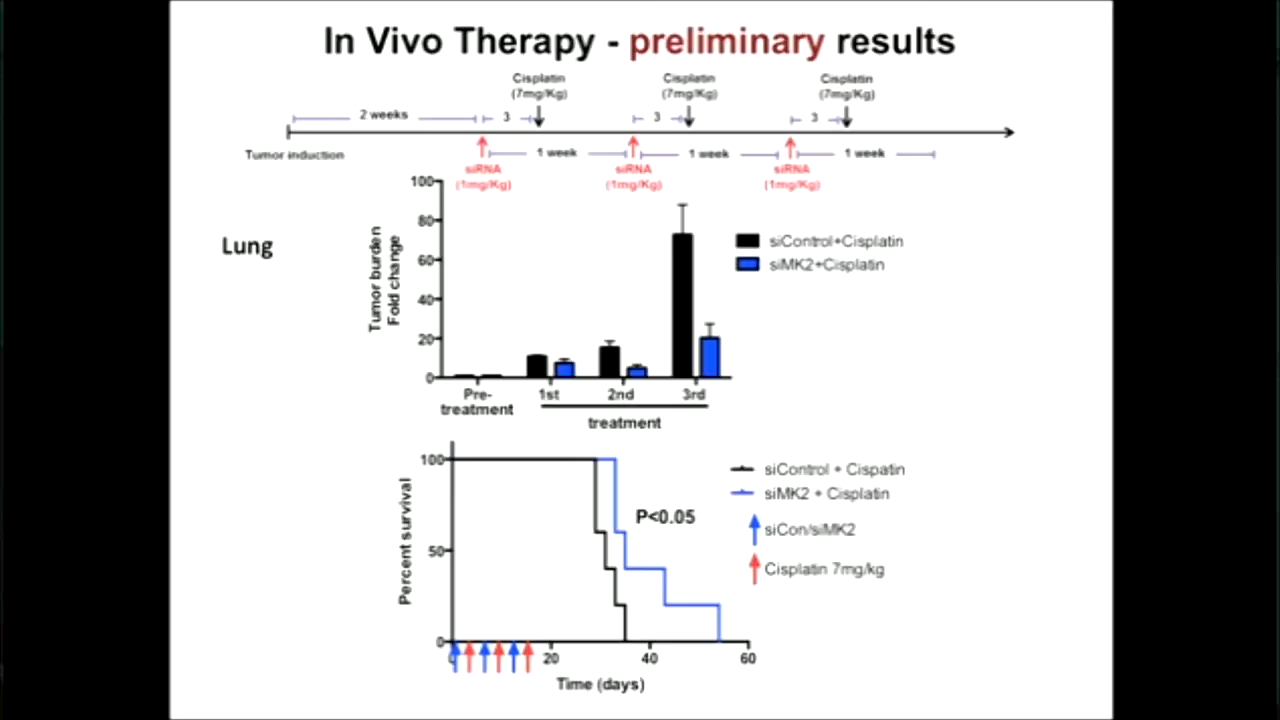 In Vivo Therapy - preliminary results
Cisplatin
(7mg/Kg)
Cisplatin
(7mg/Kg)
Cisplatin
(7mg/Kg)
2 weeks
3
3
3
Tumor induction
1 week
1 week
1 week
siRNA
(1mg/Kg)
siRNA
(1mg/Kg)
siRNA
(1mg/Kg)
Lung
Tumor burden
Fold change
100
80
60
40
20
0
siControl+Cisplatin
siMK2+Cisplatin
Pre-
treatment
1st
2nd
3rd
treatment
Percent survival
100
50
0
P<0.05
siControl + Cispatin
siMK2 + Cisplatin
siCon/siMK2
Cisplatin 7mg/kg
0
20
40
60
Time (days)